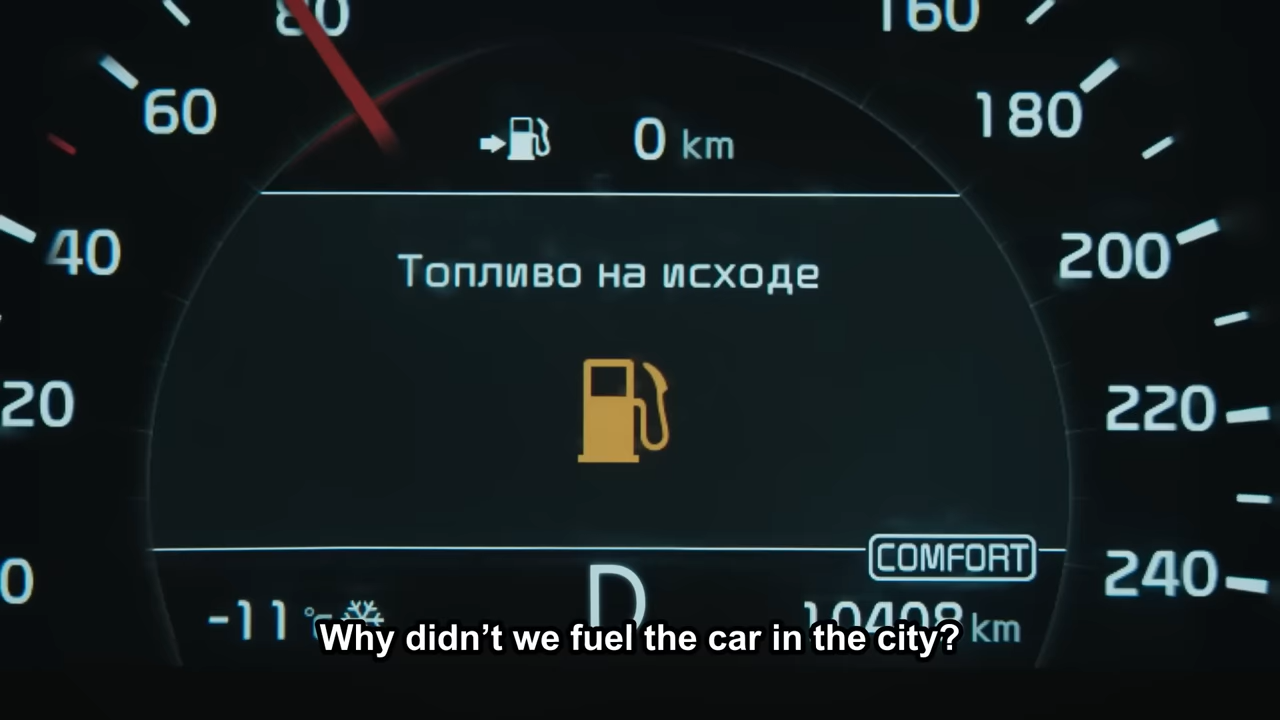 80
160
60
180
0 km
40
Топливо на исходе
200
20
220
COMFORT
0
240
-11 °C
D
km
Why didn’t we fuel the car in the city?